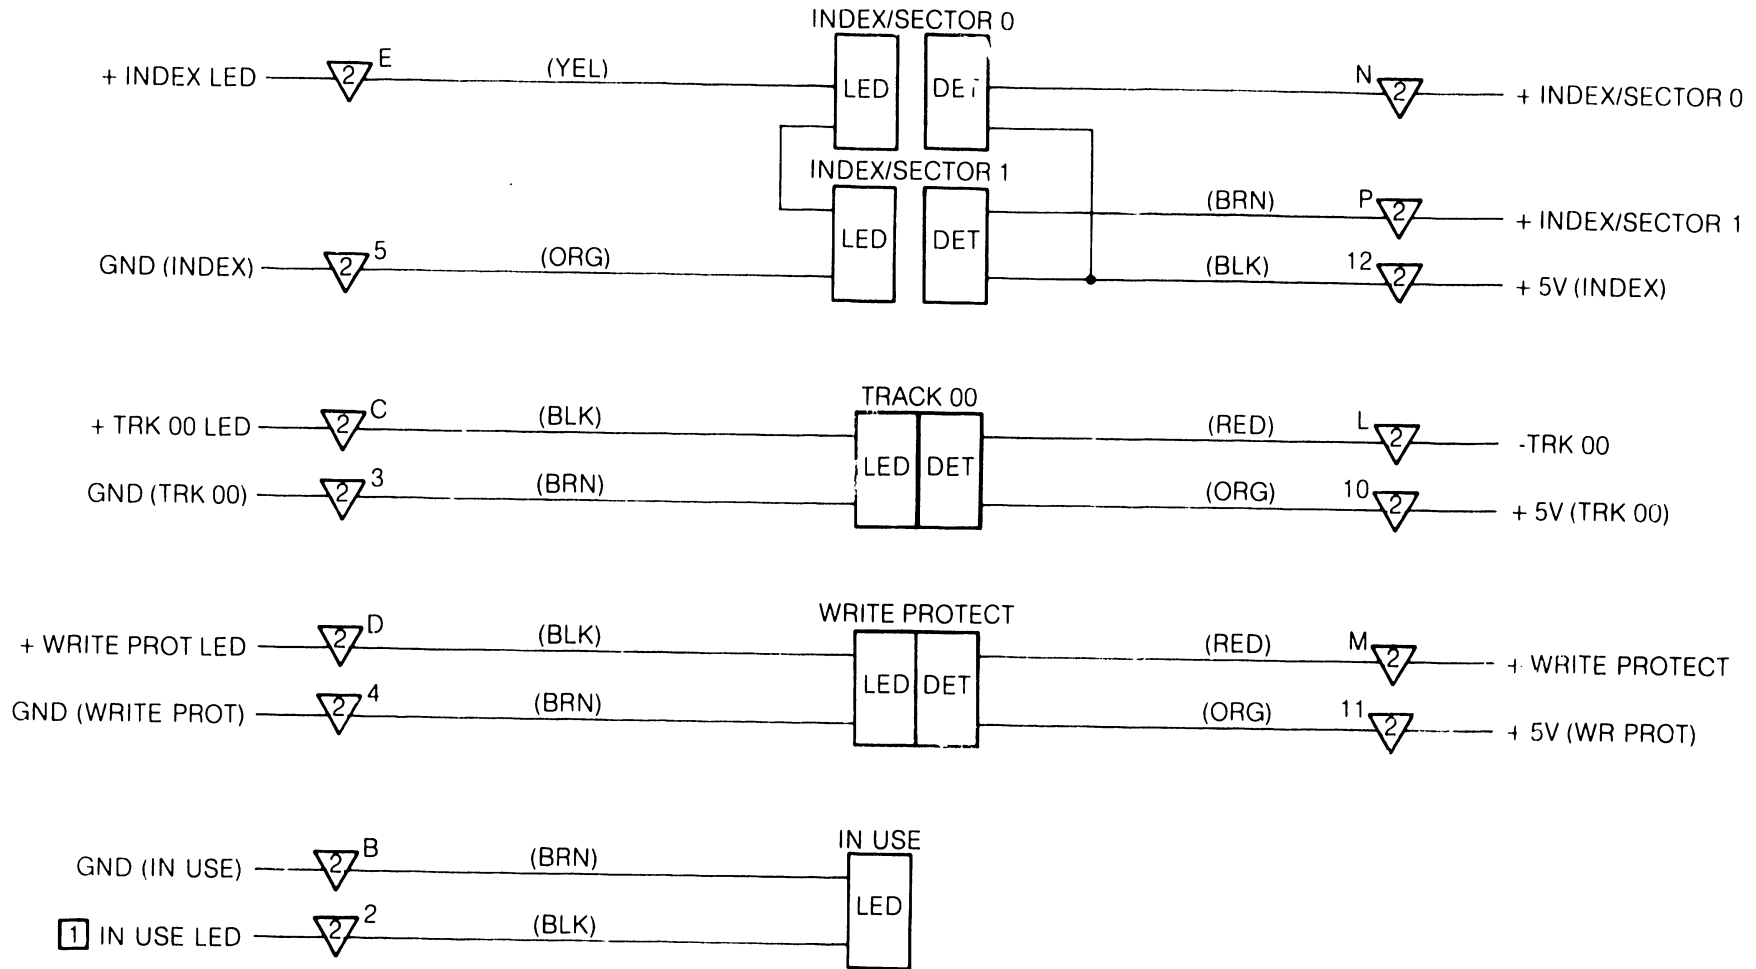 INDEX/SECTOR 0
+ INDEX LED 2 E (YEL) LED DET N 2 + INDEX/SECTOR 0
INDEX/SECTOR 1
(BRN) P 2 + INDEX/SECTOR 1
LED DET
GND (INDEX) 2 5 (ORG) (BLK) 12 2 + 5V (INDEX)
TRACK 00
+ TRK 00 LED 2 C (BLK) (RED) L 2 -TRK 00
LED DET
GND (TRK 00) 2 3 (BRN) (ORG) 10 2 + 5V (TRK 00)
WRITE PROTECT
+ WRITE PROT LED 2 D (BLK) (RED) M 2 + WRITE PROTECT
LED DET
GND (WRITE PROT) 2 4 (BRN) (ORG) 11 2 + 5V (WR PROT)
IN USE
GND (IN USE) 2 B (BRN)
LED
1 IN USE LED 2 2 (BLK)